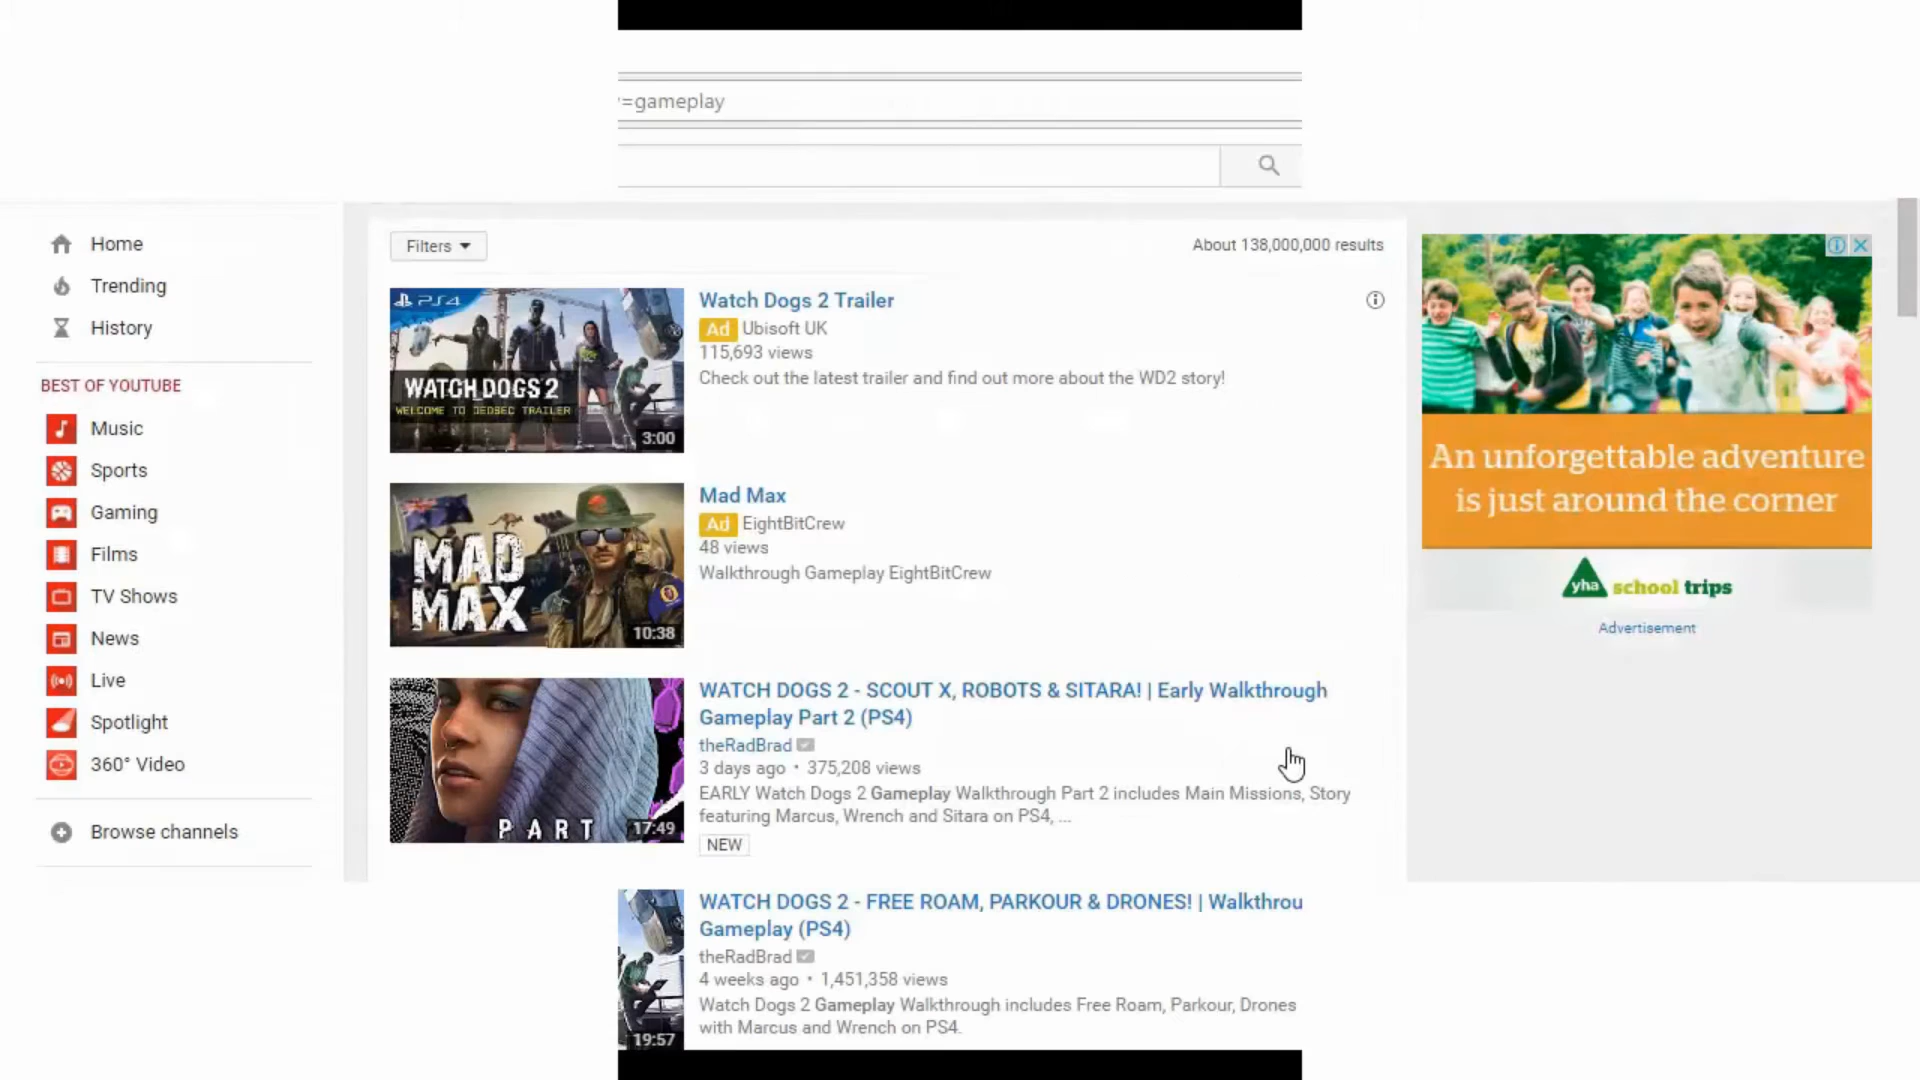 =gameplay
Home
Trending
History
BEST OF YOUTUBE
Music
Sports
Gaming
Films
TV Shows
News
Live
Spotlight
360° Video
Browse channels
Filters
About 138,000,000 results
PS4
WATCH DOGS 2
WELCOME TO DEDSEC TRAILER
3:00
Watch Dogs 2 Trailer
Ad Ubisoft UK
115,693 views
Check out the latest trailer and find out more about the WD2 story!
MAD
MAX
10:38
Mad Max
Ad EightBitCrew
48 views
Walkthrough Gameplay EightBitCrew
PART
17:49
WATCH DOGS 2 - SCOUT X, ROBOTS & SITARA! | Early Walkthrough
Gameplay Part 2 (PS4)
theRadBrad
3 days ago • 375,208 views
EARLY Watch Dogs 2 Gameplay Walkthrough Part 2 includes Main Missions, Story
featuring Marcus, Wrench and Sitara on PS4, ...
NEW
19:57
WATCH DOGS 2 - FREE ROAM, PARKOUR & DRONES! | Walkthrou
Gameplay (PS4)
theRadBrad
4 weeks ago • 1,451,358 views
Watch Dogs 2 Gameplay Walkthrough includes Free Roam, Parkour, Drones
with Marcus and Wrench on PS4.
An unforgettable adventure
is just around the corner
yha school trips
Advertisement